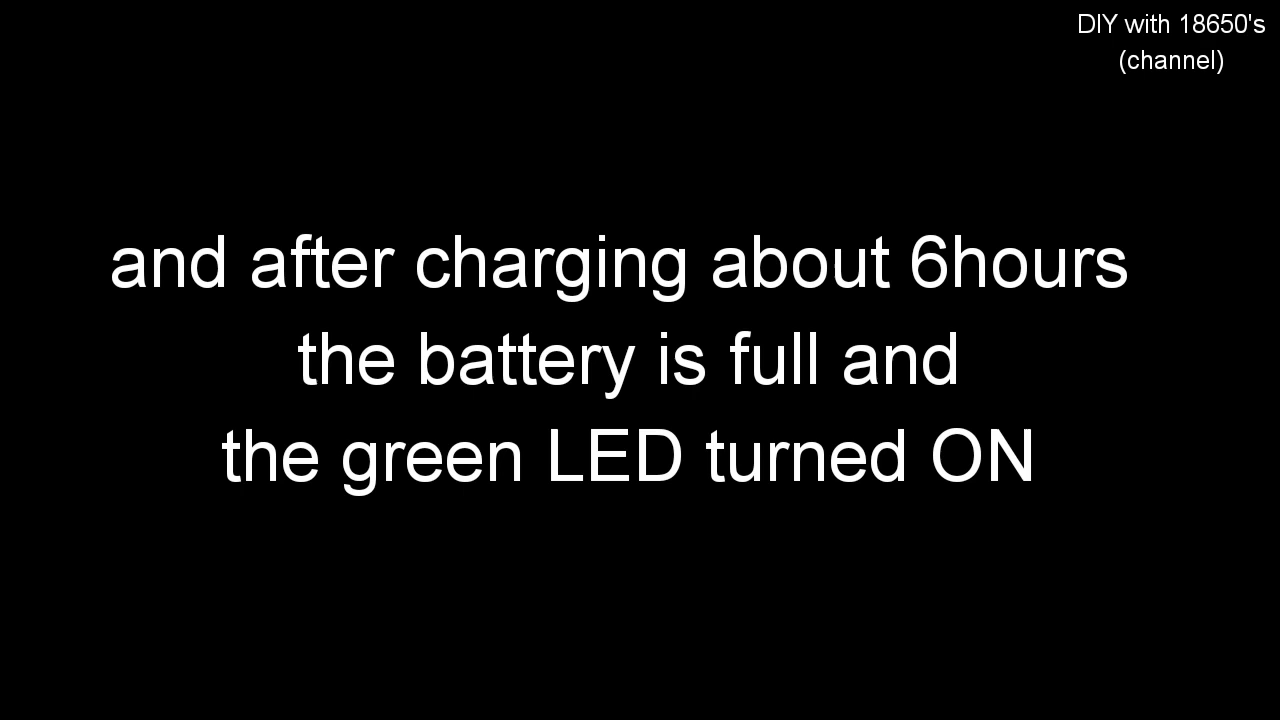 DIY with 18650's
(channel)
and after charging about 6hours
the battery is full and
the green LED turned ON